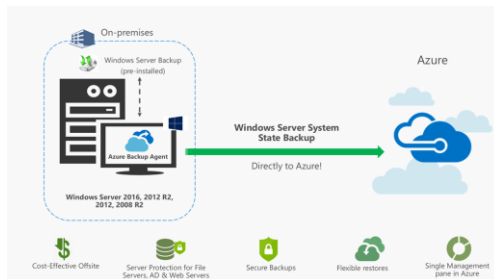 On-premises
Windows Server Backup
(pre-installed)
Azure Backup Agent
Windows Server 2016, 2012 R2,
2012, 2008 R2
Windows Server System
State Backup
Directly to Azure!
Azure
Cost-Effective Offsite
Server Protection for File
Servers, AD & Web Servers
Secure Backups
Flexible restores
Single Management
pane in Azure